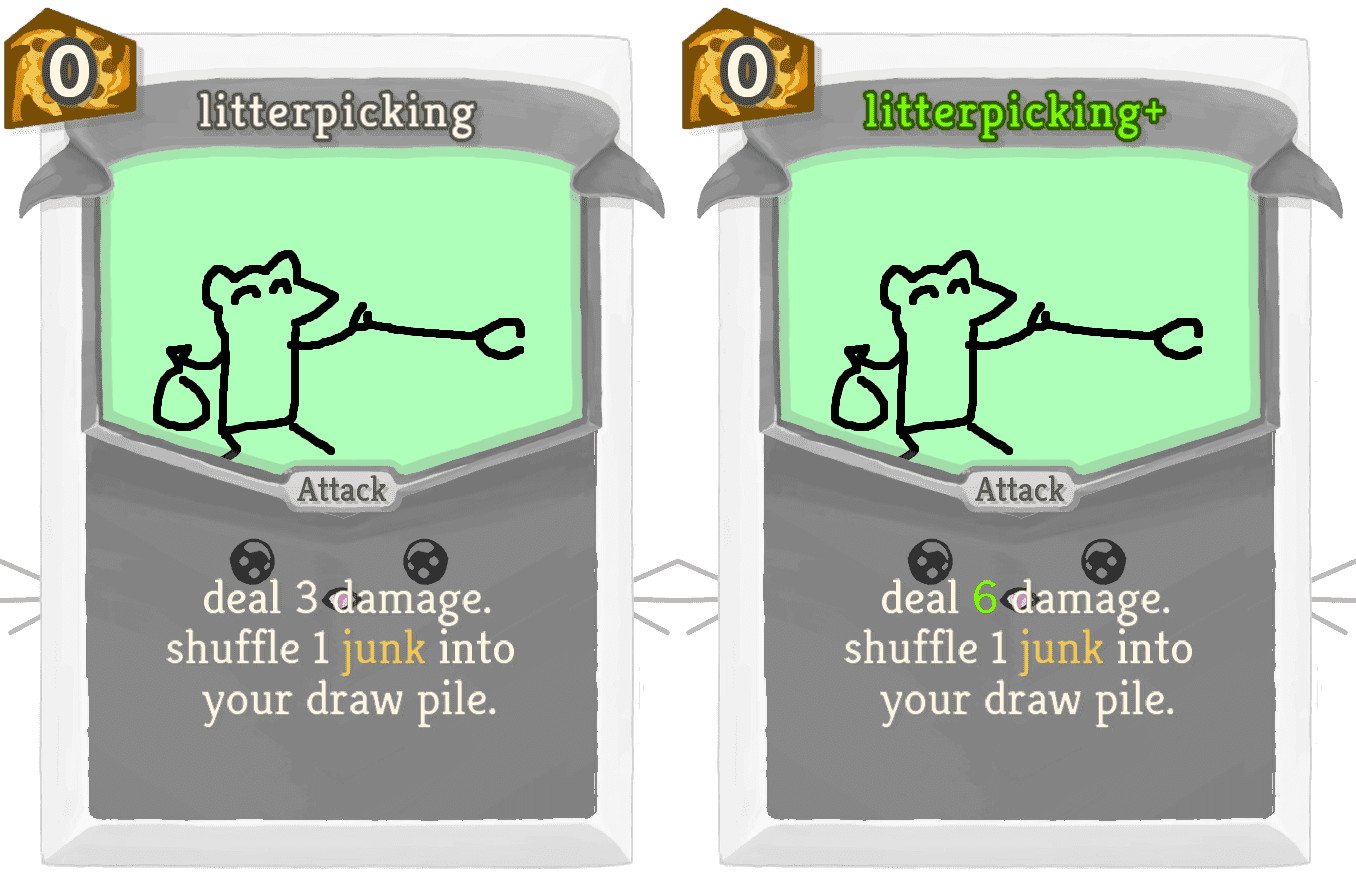 0
litterpicking
Attack
deal 3 damage.
shuffle 1 junk into
your draw pile.
0
litterpicking+
Attack
deal 6 damage.
shuffle 1 junk into
your draw pile.